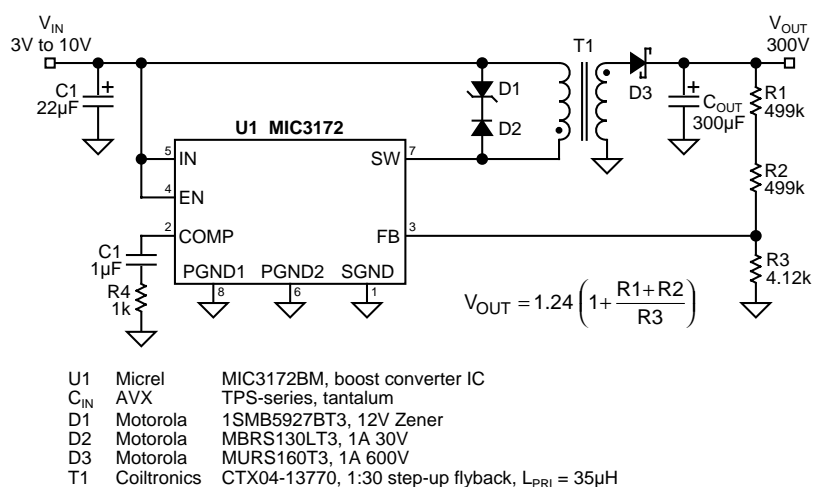 VIN
3V to 10V
VOUT
300V
T1
C1
22µF
+
D1
D2
D3
+
COUT
300µF
R1
499k
R2
499k
R3
4.12k
U1 MIC3172
5
IN
4
EN
2
COMP
SW
7
FB
3
PGND1
8
PGND2
6
SGND
1
C1
1µF
R4
1k
VOUT = 1.24 (1 + R1+R2 / R3)
U1 Micrel MIC3172BM, boost converter IC
CIN AVX TPS-series, tantalum
D1 Motorola 1SMB5927BT3, 12V Zener
D2 Motorola MBRS130LT3, 1A 30V
D3 Motorola MURS160T3, 1A 600V
T1 Coiltronics CTX04-13770, 1:30 step-up flyback, LPRI = 35µH